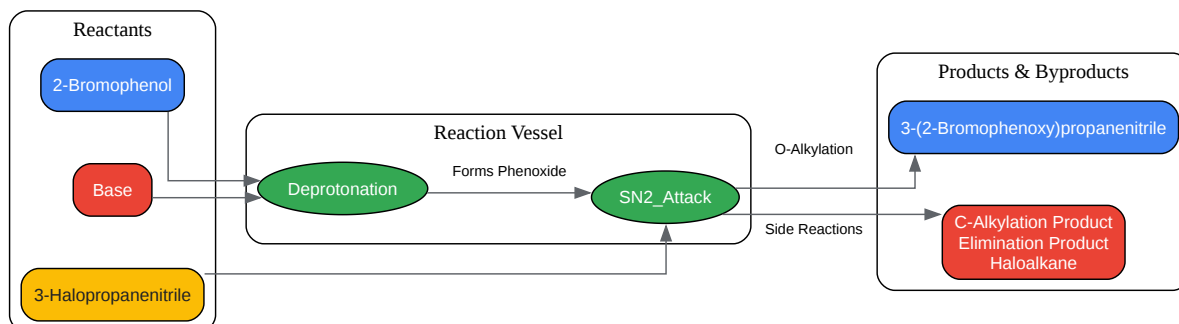 Reactants
2-Bromophenol
Base
3-Halopropanenitrile
Reaction Vessel
Deprotonation
Forms Phenoxide
SN2_Attack
O-Alkylation
Side Reactions
Products & Byproducts
3-(2-Bromophenoxy)propanenitrile
C-Alkylation Product
Elimination Product
Haloalkane